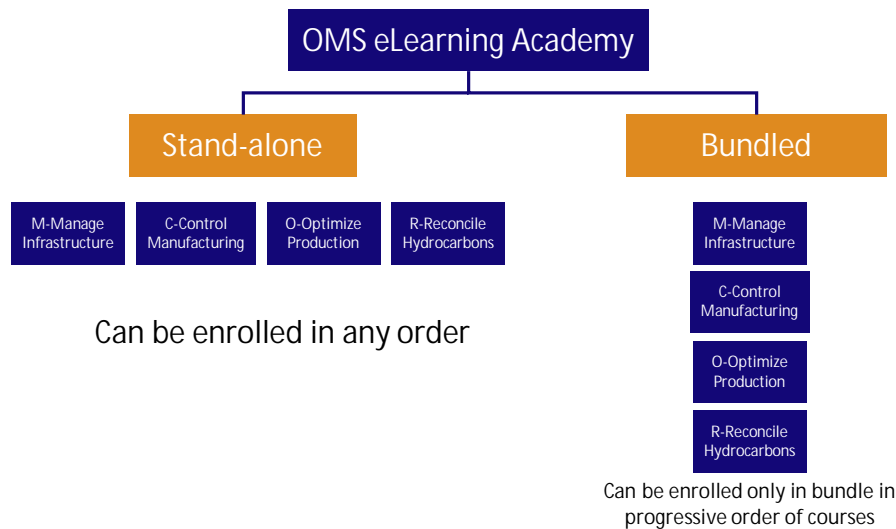 OMS eLearning Academy
Stand-alone
Bundled
M-Manage
Infrastructure
C-Control
Manufacturing
O-Optimize
Production
R-Reconcile
Hydrocarbons
Can be enrolled in any order
M-Manage
Infrastructure
C-Control
Manufacturing
O-Optimize
Production
R-Reconcile
Hydrocarbons
Can be enrolled only in bundle in
progressive order of courses